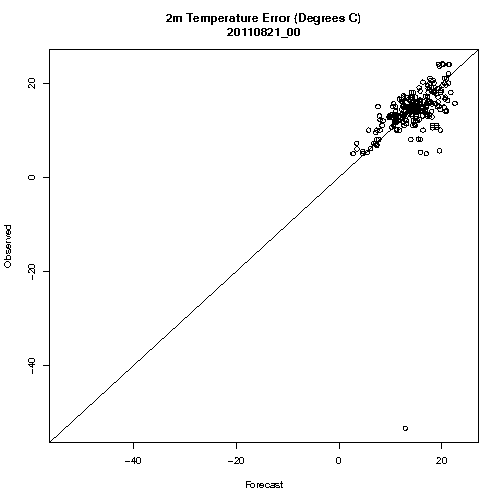 2m Temperature Error (Degrees C)
20110821_00
20
0
−20
−40
Observed
−40 −20 0 20
Forecast